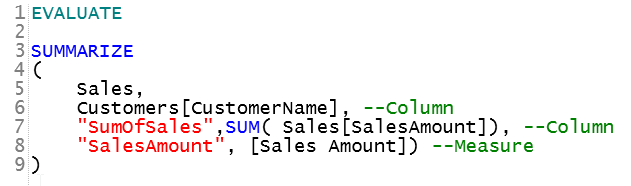 1 EVALUATE
2
3 SUMMARIZE
4 (
5     Sales,
6     Customers[CustomerName], --Column
7     "SumOfSales",SUM( Sales[SalesAmount]), --Column
8     "SalesAmount", [Sales Amount]) --Measure
9 )